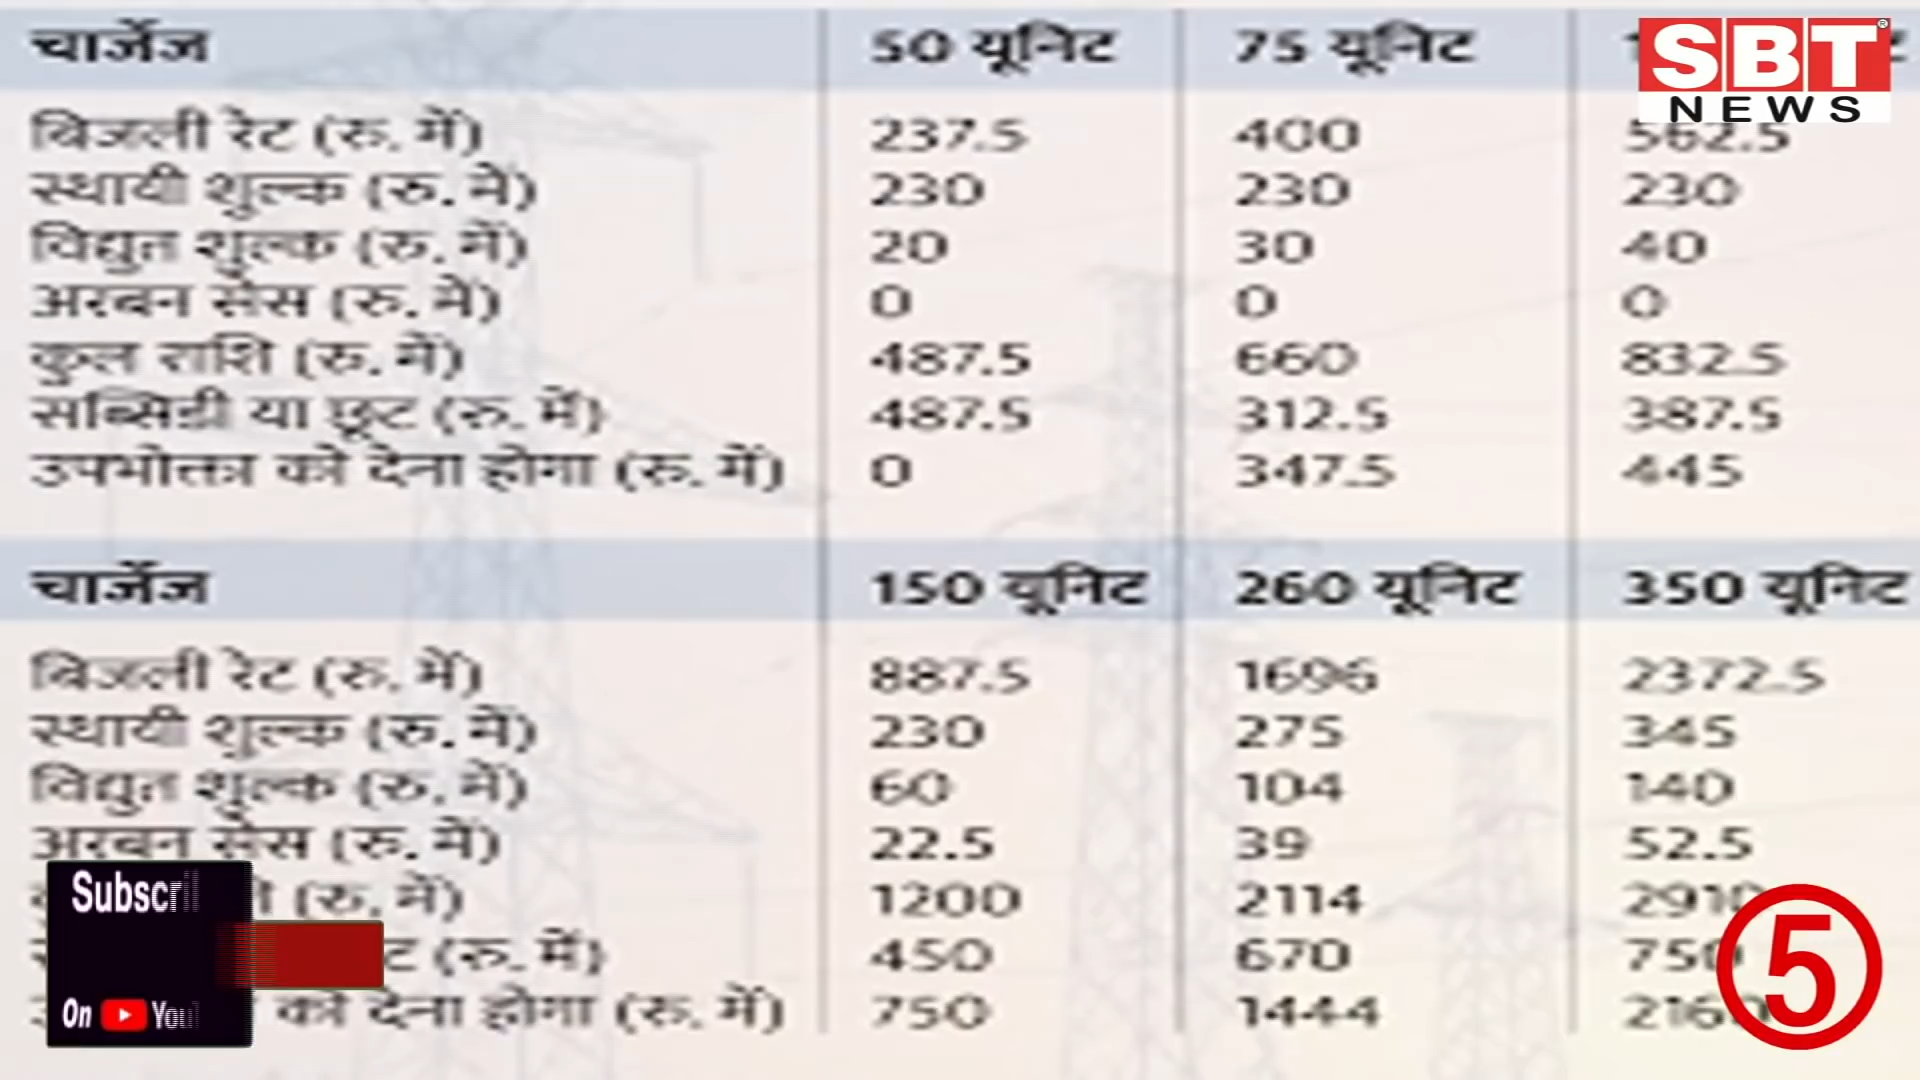 चार्जेज 50 यूनिट 75 यूनिट
SBT NEWS
बिजली रेट (रु. में) 237.5 400 562.5
स्थायी शुल्क (रु. में) 230 230 230
विद्युत शुल्क (रु. में) 20 30 40
अरबन सेस (रु. में) 0 0 0
कुल राशि (रु. में) 487.5 660 832.5
सब्सिडी या छूट (रु. में) 487.5 312.5 387.5
उपभोक्ता को देना होगा (रु. में) 0 347.5 445
चार्जेज 150 यूनिट 260 यूनिट 350 यूनिट
बिजली रेट (रु. में) 887.5 1696 2372.5
स्थायी शुल्क (रु. में) 230 275 345
विद्युत शुल्क (रु. में) 60 104 140
अरबन सेस (रु. में) 22.5 39 52.5
(रु. में) 1200 2114 2910
(रु. में) 450 670 750
को देना होगा (रु. में) 750 1444 2160
Subscri
On You
5